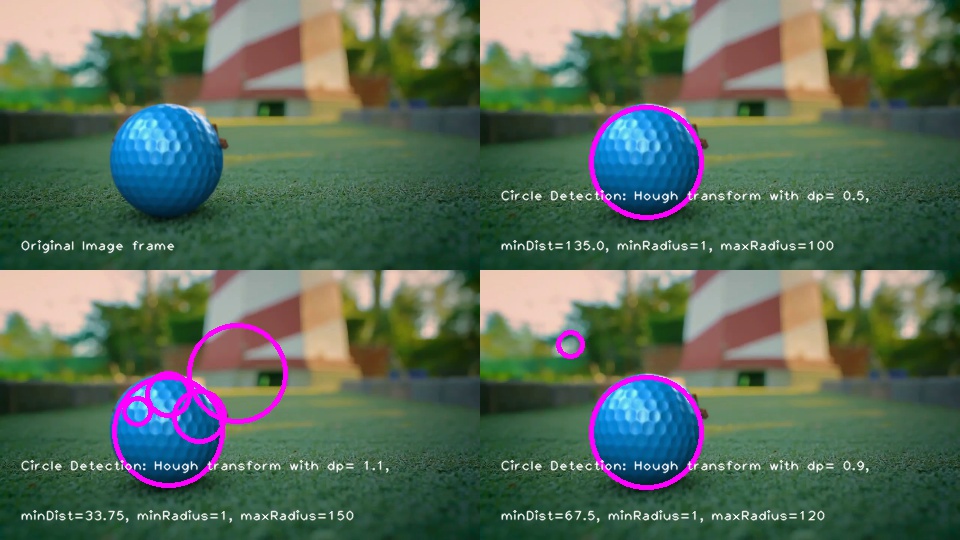 Original Image frame
Circle Detection: Hough transform with dp= 0.5,
minDist=135.0, minRadius=1, maxRadius=100
Circle Detection: Hough transform with dp= 1.1,
minDist=33.75, minRadius=1, maxRadius=150
Circle Detection: Hough transform with dp= 0.9,
minDist=67.5, minRadius=1, maxRadius=120